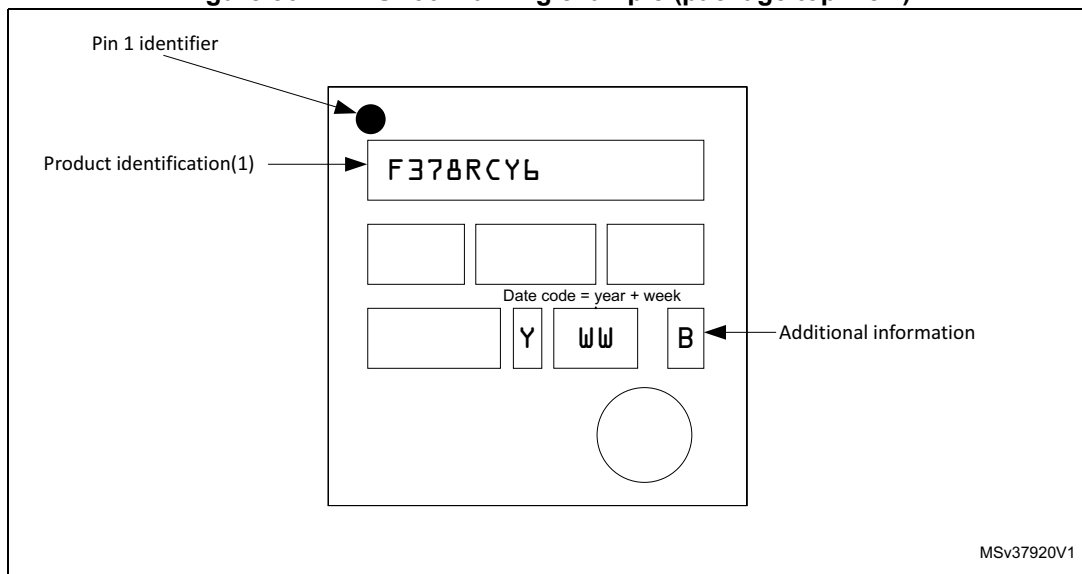 Pin 1 identifier
Product identification(1)
F378RCY6
Date code = year + week
Y WW B
Additional information
MSv37920V1